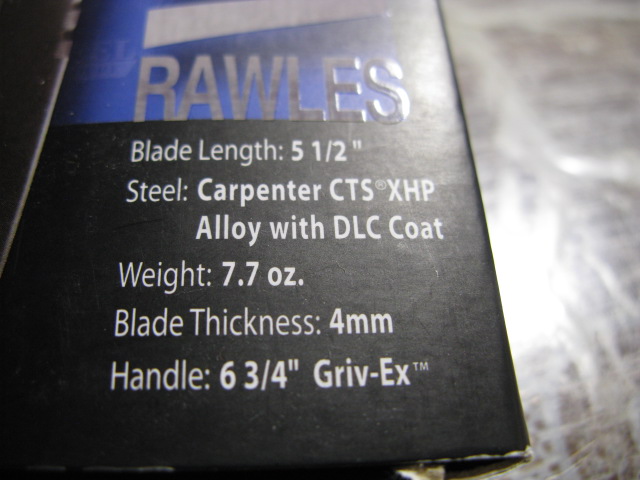 RAWLES
Blade Length: 5 1/2 "
Steel: Carpenter CTS®XHP
Alloy with DLC Coat
Weight: 7.7 oz.
Blade Thickness: 4mm
Handle: 6 3/4" Griv-Ex™